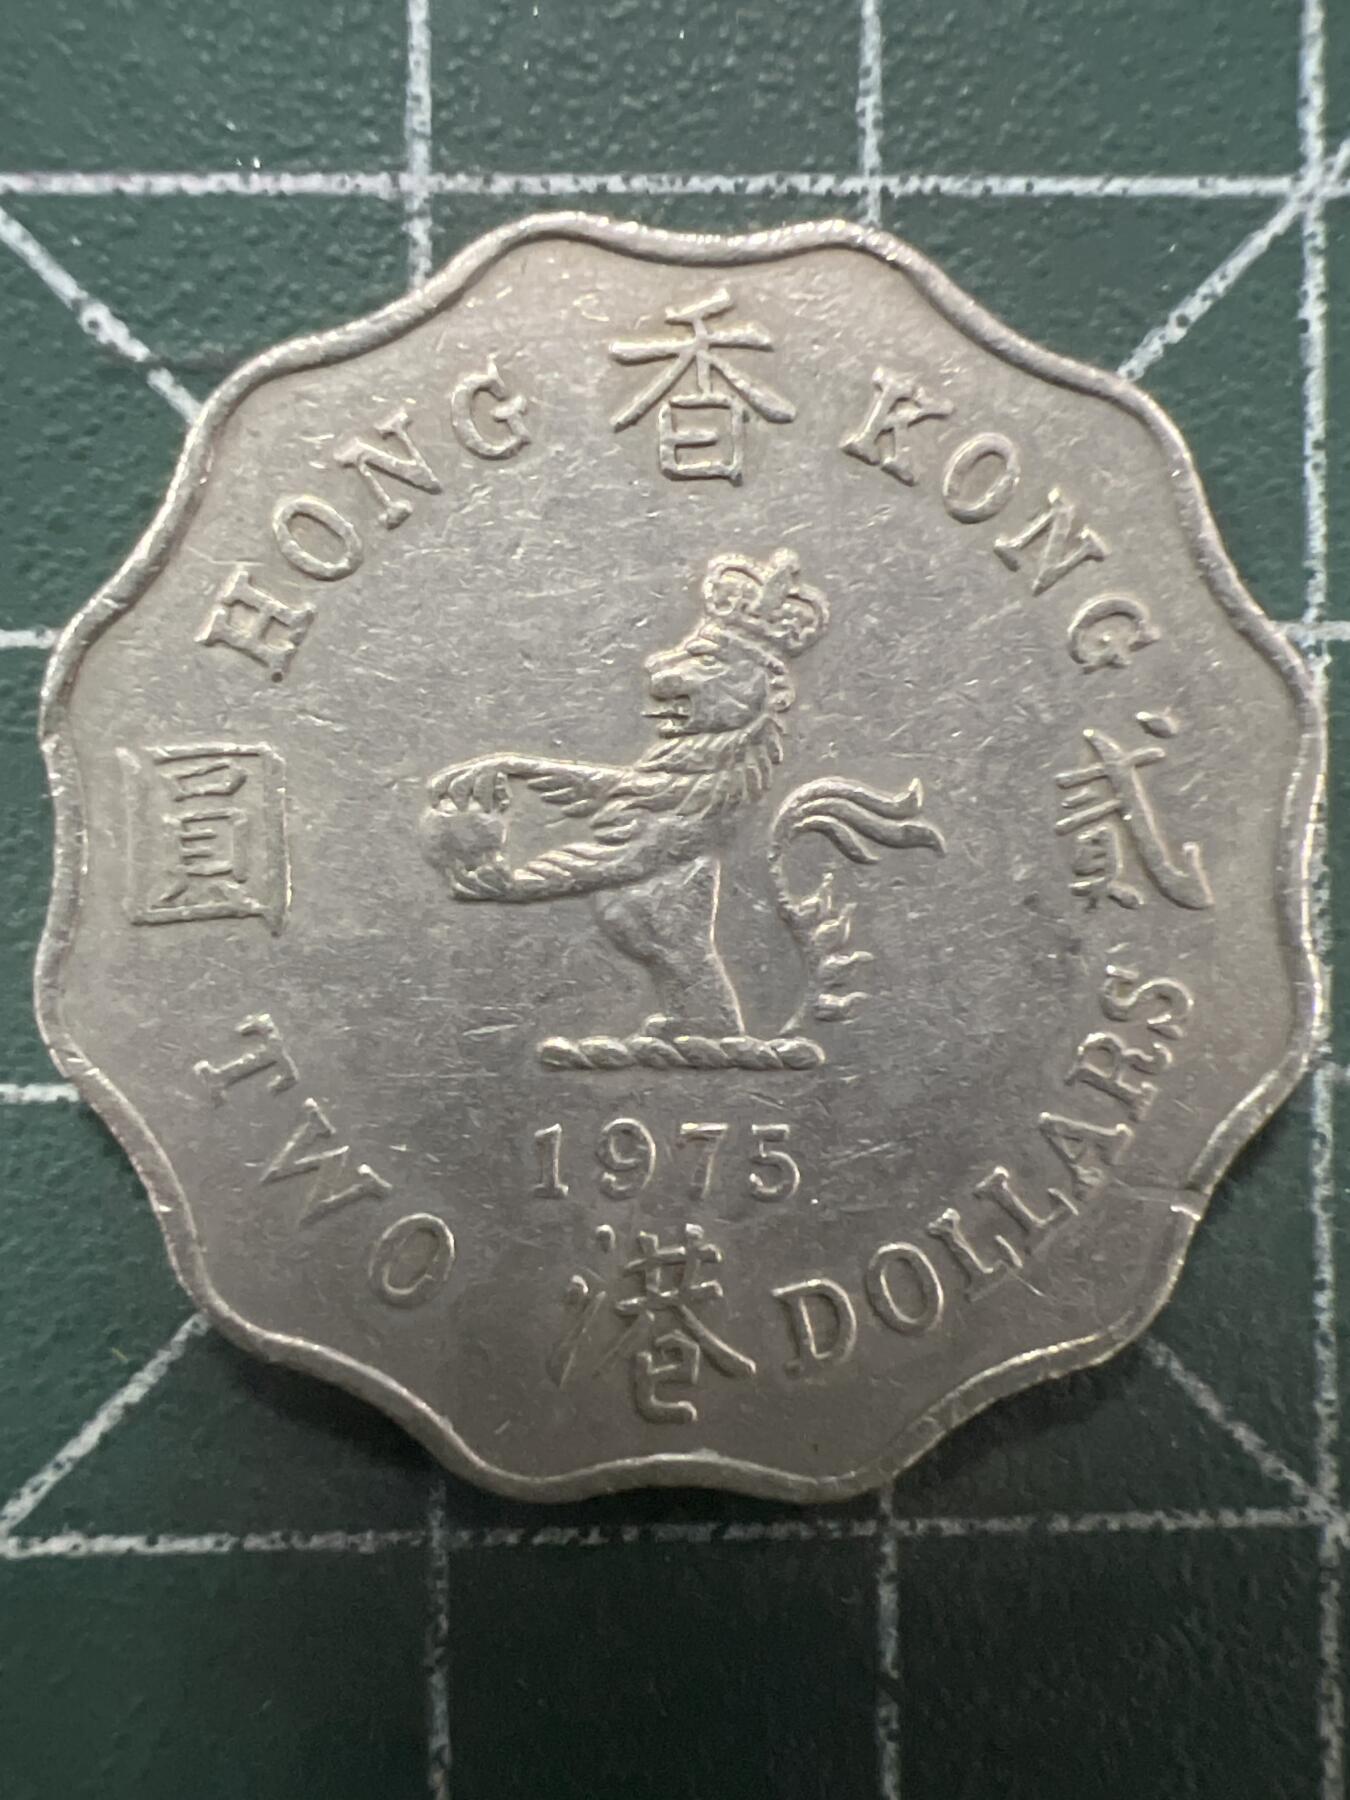 香
HONG KONG
圓
貳
1975
港
TWO DOLLARS